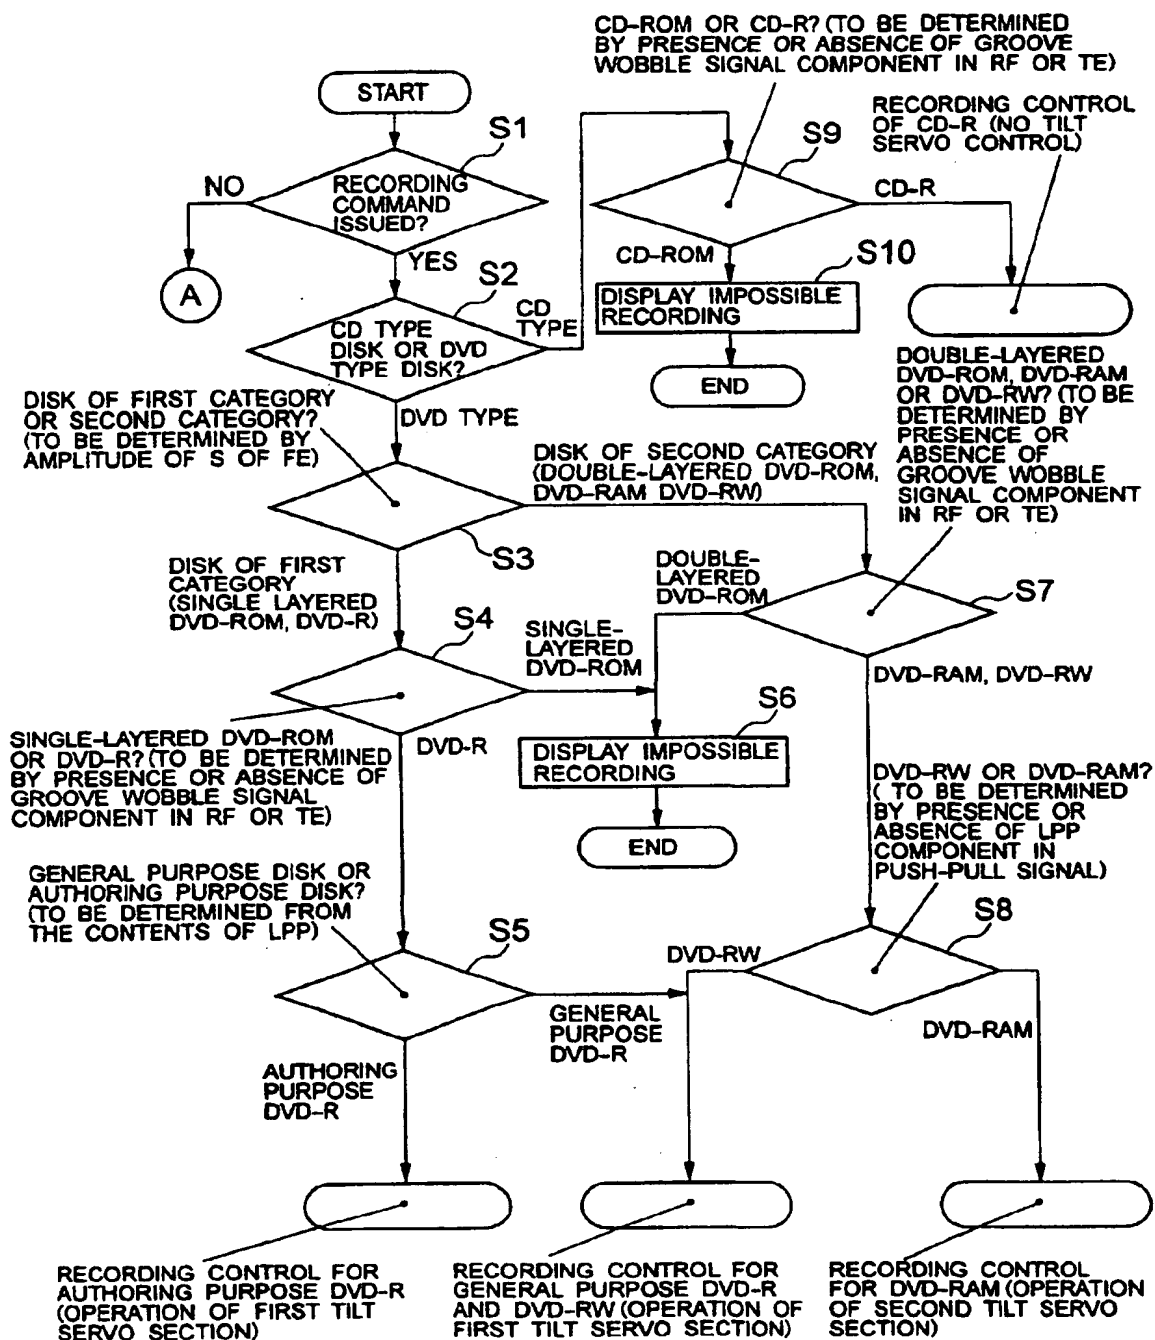 CD-ROM OR CD-R? (TO BE DETERMINED
BY PRESENCE OR ABSENCE OF GROOVE
WOBBLE SIGNAL COMPONENT IN RF OR TE)
START
RECORDING CONTROL
OF CD-R (NO TILT
SERVO CONTROL)
S1
S9
NO
RECORDING
COMMAND
ISSUED?
CD-R
YES
A
S2
CD
TYPE
CD-ROM
S10
DISPLAY IMPOSSIBLE
RECORDING
CD TYPE
DISK OR DVD
TYPE DISK?
END
DOUBLE-LAYERED
DVD-ROM, DVD-RAM
OR DVD-RW? (TO BE
DETERMINED BY
PRESENCE OR
ABSENCE OF
GROOVE WOBBLE
SIGNAL COMPONENT
IN RF OR TE)
DISK OF FIRST CATEGORY
OR SECOND CATEGORY?
(TO BE DETERMINED BY
AMPLITUDE OF S OF FE)
DVD TYPE
DISK OF SECOND CATEGORY
(DOUBLE-LAYERED DVD-ROM,
DVD-RAM DVD-RW)
S3
DISK OF FIRST
CATEGORY
(SINGLE LAYERED
DVD-ROM, DVD-R)
DOUBLE-
LAYERED
DVD-ROM
S7
S4
SINGLE-
LAYERED
DVD-ROM
DVD-RAM, DVD-RW
S6
SINGLE-LAYERED DVD-ROM
OR DVD-R? (TO BE DETERMINED
BY PRESENCE OR ABSENCE OF
GROOVE WOBBLE SIGNAL
COMPONENT IN RF OR TE)
DVD-R
DISPLAY IMPOSSIBLE
RECORDING
END
DVD-RW OR DVD-RAM?
( TO BE DETERMINED
BY PRESENCE OR
ABSENCE OF LPP
COMPONENT IN
PUSH-PULL SIGNAL)
GENERAL PURPOSE DISK OR
AUTHORING PURPOSE DISK?
(TO BE DETERMINED FROM
THE CONTENTS OF LPP)
S5
S8
DVD-RW
GENERAL
PURPOSE
DVD-R
DVD-RAM
AUTHORING
PURPOSE
DVD-R
RECORDING CONTROL FOR
AUTHORING PURPOSE DVD-R
(OPERATION OF FIRST TILT
SERVO SECTION)
RECORDING CONTROL FOR
GENERAL PURPOSE DVD-R
AND DVD-RW (OPERATION OF
FIRST TILT SERVO SECTION)
RECORDING CONTROL
FOR DVD-RAM (OPERATION
OF SECOND TILT SERVO
SECTION)